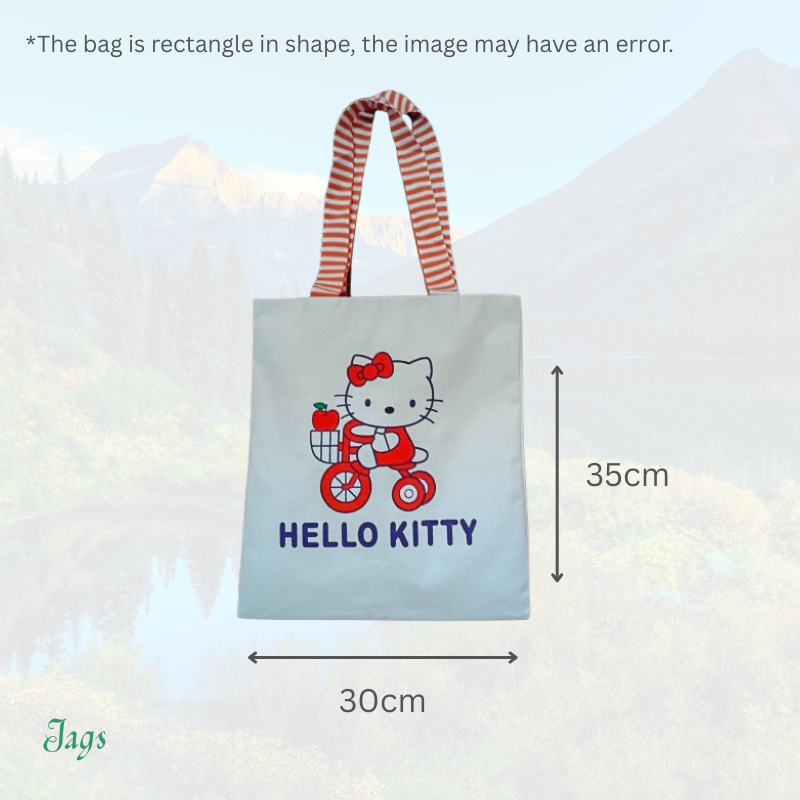 *The bag is rectangle in shape, the image may have an error.
HELLO KITTY
35cm
30cm
Jags